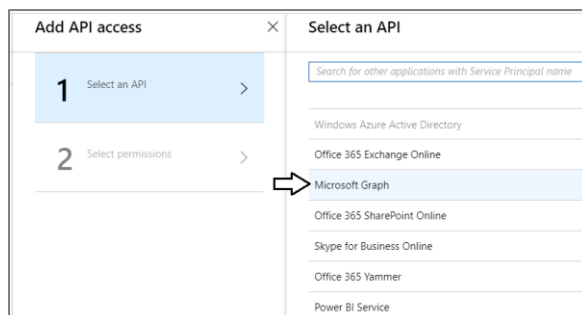 Add API access
1 Select an API
2 Select permissions
Select an API
Search for other applications with Service Principal name
Windows Azure Active Directory
Office 365 Exchange Online
Microsoft Graph
Office 365 SharePoint Online
Skype for Business Online
Office 365 Yammer
Power BI Service